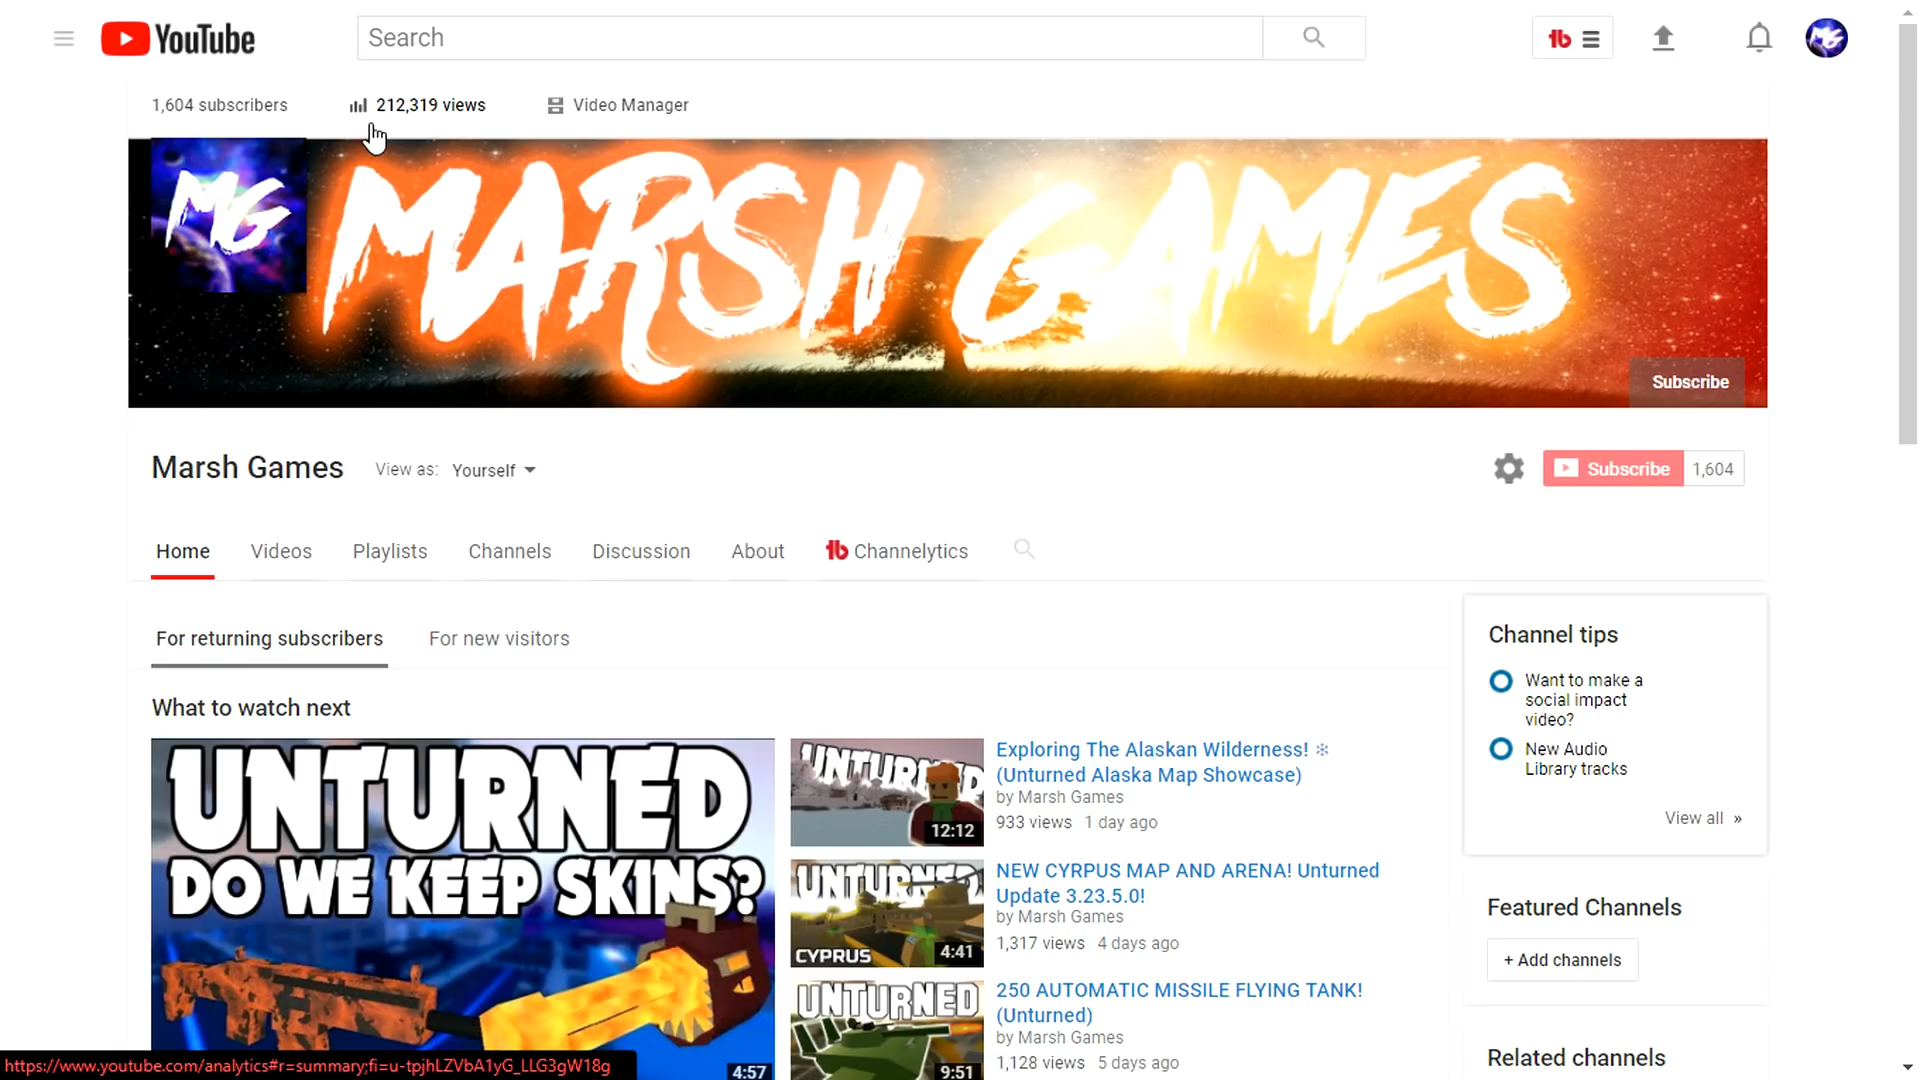 YouTube
Search
1,604 subscribers
212,319 views
Video Manager
MG
MARSH GAMES
Subscribe
Marsh Games
View as: Yourself
Subscribe 1,604
Home
Videos
Playlists
Channels
Discussion
About
Channelytics
For returning subscribers
For new visitors
What to watch next
UNTURNED
DO WE KEEP SKINS?
4:57
UNTURNED
12:12
Exploring The Alaskan Wilderness! ❄
(Unturned Alaska Map Showcase)
by Marsh Games
933 views 1 day ago
UNTURNED
CYPRUS
4:41
NEW CYRPUS MAP AND ARENA! Unturned
Update 3.23.5.0!
by Marsh Games
1,317 views 4 days ago
UNTURNED
9:51
250 AUTOMATIC MISSILE FLYING TANK!
(Unturned)
by Marsh Games
1,128 views 5 days ago
Channel tips
Want to make a
social impact
video?
New Audio
Library tracks
View all »
Featured Channels
+ Add channels
Related channels
https://www.youtube.com/analytics#r=summary;fi=u-tpjhLZVbA1yG_LLG3gW18g